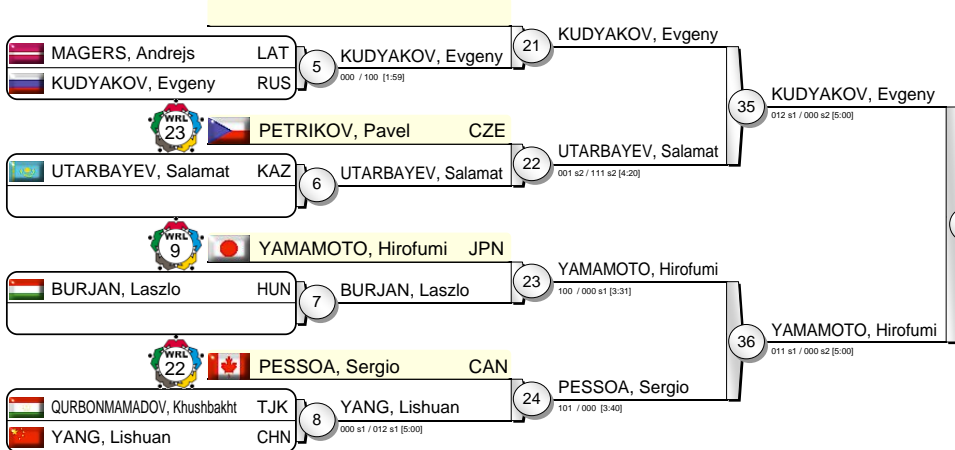 KUDYAKOV, Evgeny
21
MAGERS, Andrejs LAT
KUDYAKOV, Evgeny RUS
5
KUDYAKOV, Evgeny
000 / 100 [1:59]
35
KUDYAKOV, Evgeny
012 s1 / 000 s2 [5:00]
WRL
23
PETRIKOV, Pavel CZE
UTARBAYEV, Salamat KAZ
6
UTARBAYEV, Salamat
22
UTARBAYEV, Salamat
001 s2 / 111 s2 [4:20]
WRL
9
YAMAMOTO, Hirofumi JPN
BURJAN, Laszlo HUN
7
BURJAN, Laszlo
23
YAMAMOTO, Hirofumi
100 / 000 s1 [3:31]
36
YAMAMOTO, Hirofumi
011 s1 / 000 s2 [5:00]
WRL
22
PESSOA, Sergio CAN
QURBONMAMADOV, Khushbakht TJK
YANG, Lishuan CHN
8
YANG, Lishuan
000 s1 / 012 s1 [5:00]
24
PESSOA, Sergio
101 / 000 [3:40]